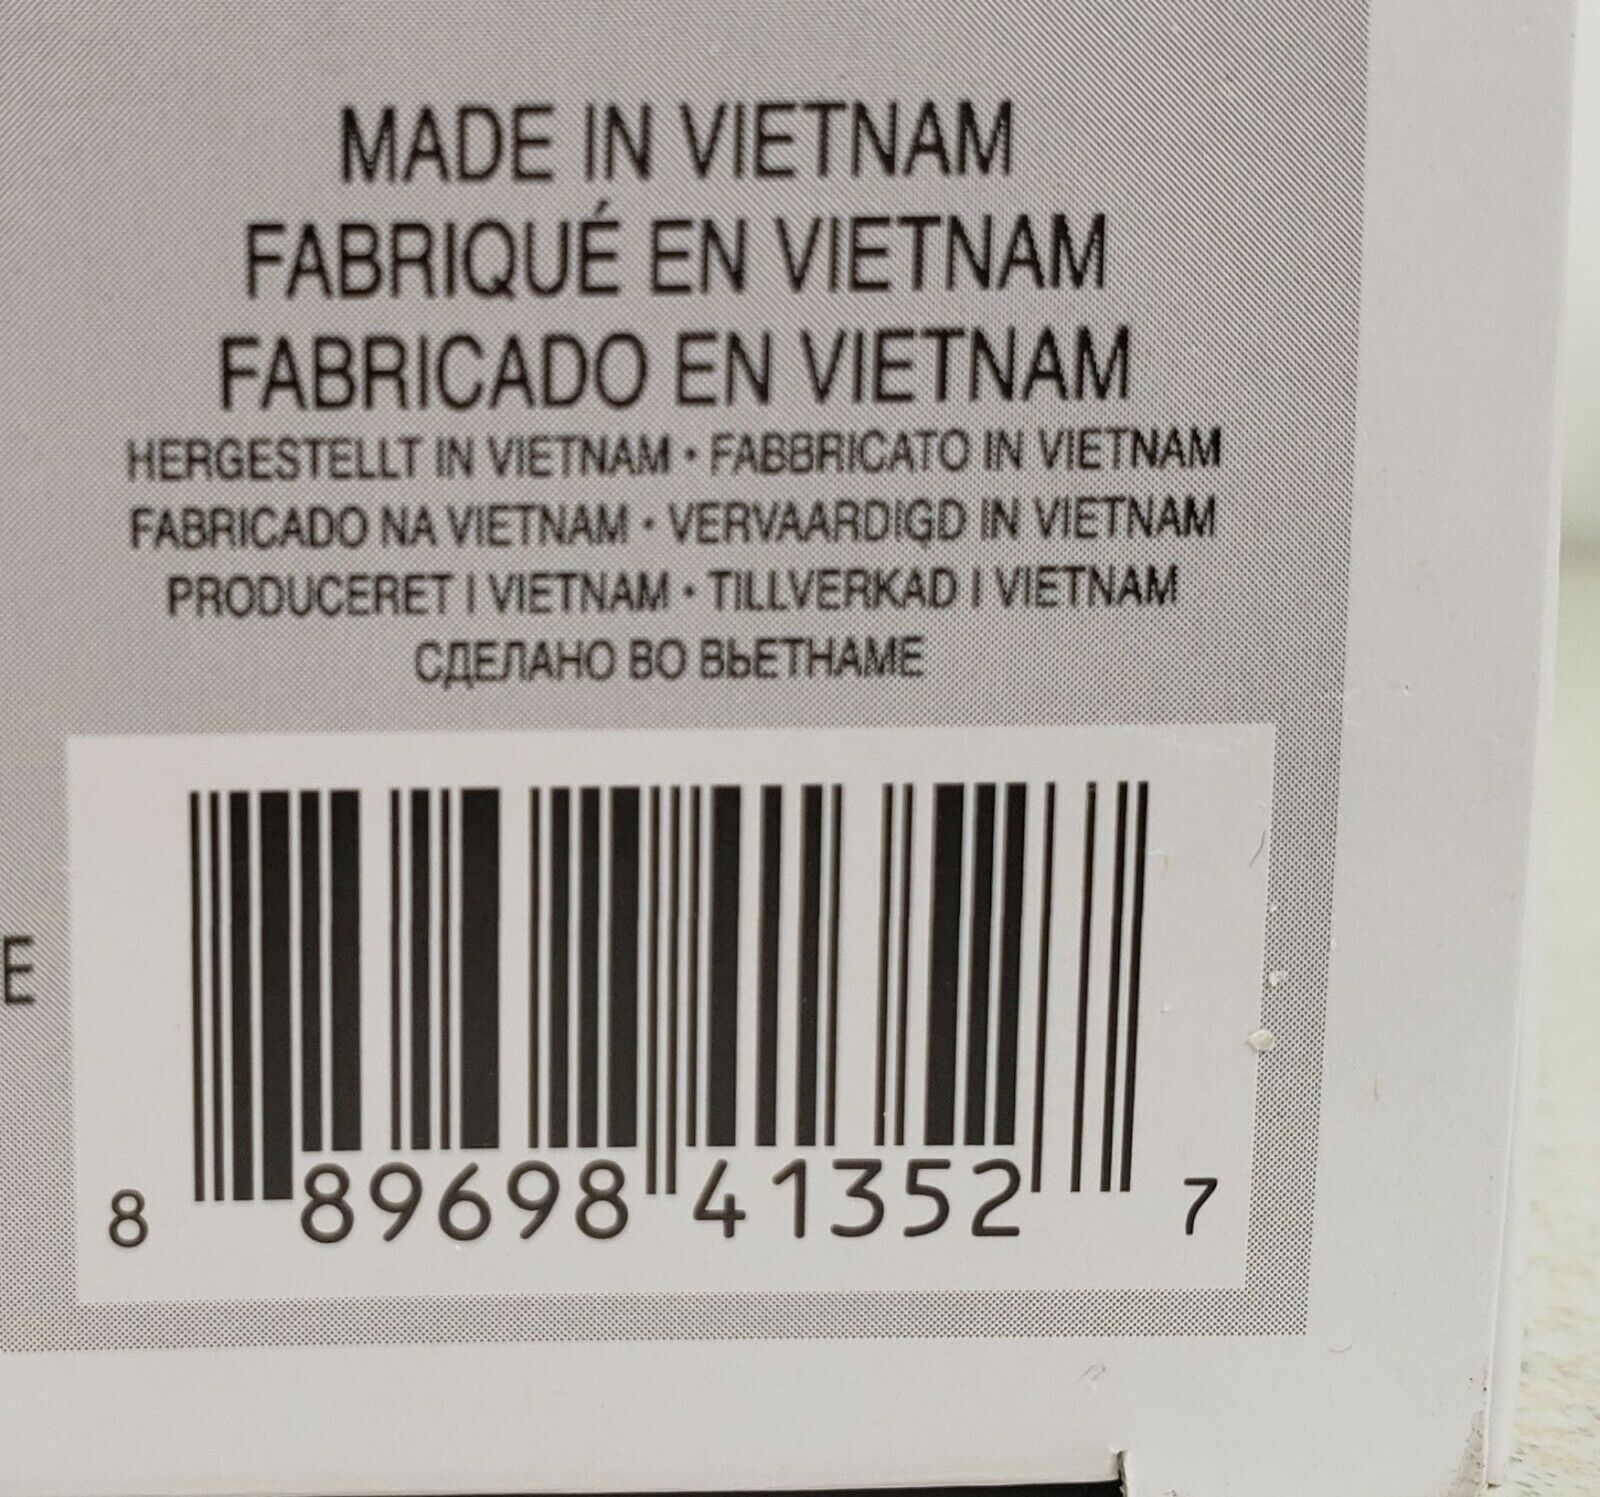 MADE IN VIETNAM
FABRIQUÉ EN VIETNAM
FABRICADO EN VIETNAM
HERGESTELLT IN VIETNAM • FABBRICATO IN VIETNAM
FABRICADO NA VIETNAM • VERVAARDIGD IN VIETNAM
PRODUCERET I VIETNAM • TILLVERKAD I VIETNAM
СДЕЛАНО ВО ВЬЕТНАМЕ
E
8 89698 41352 7